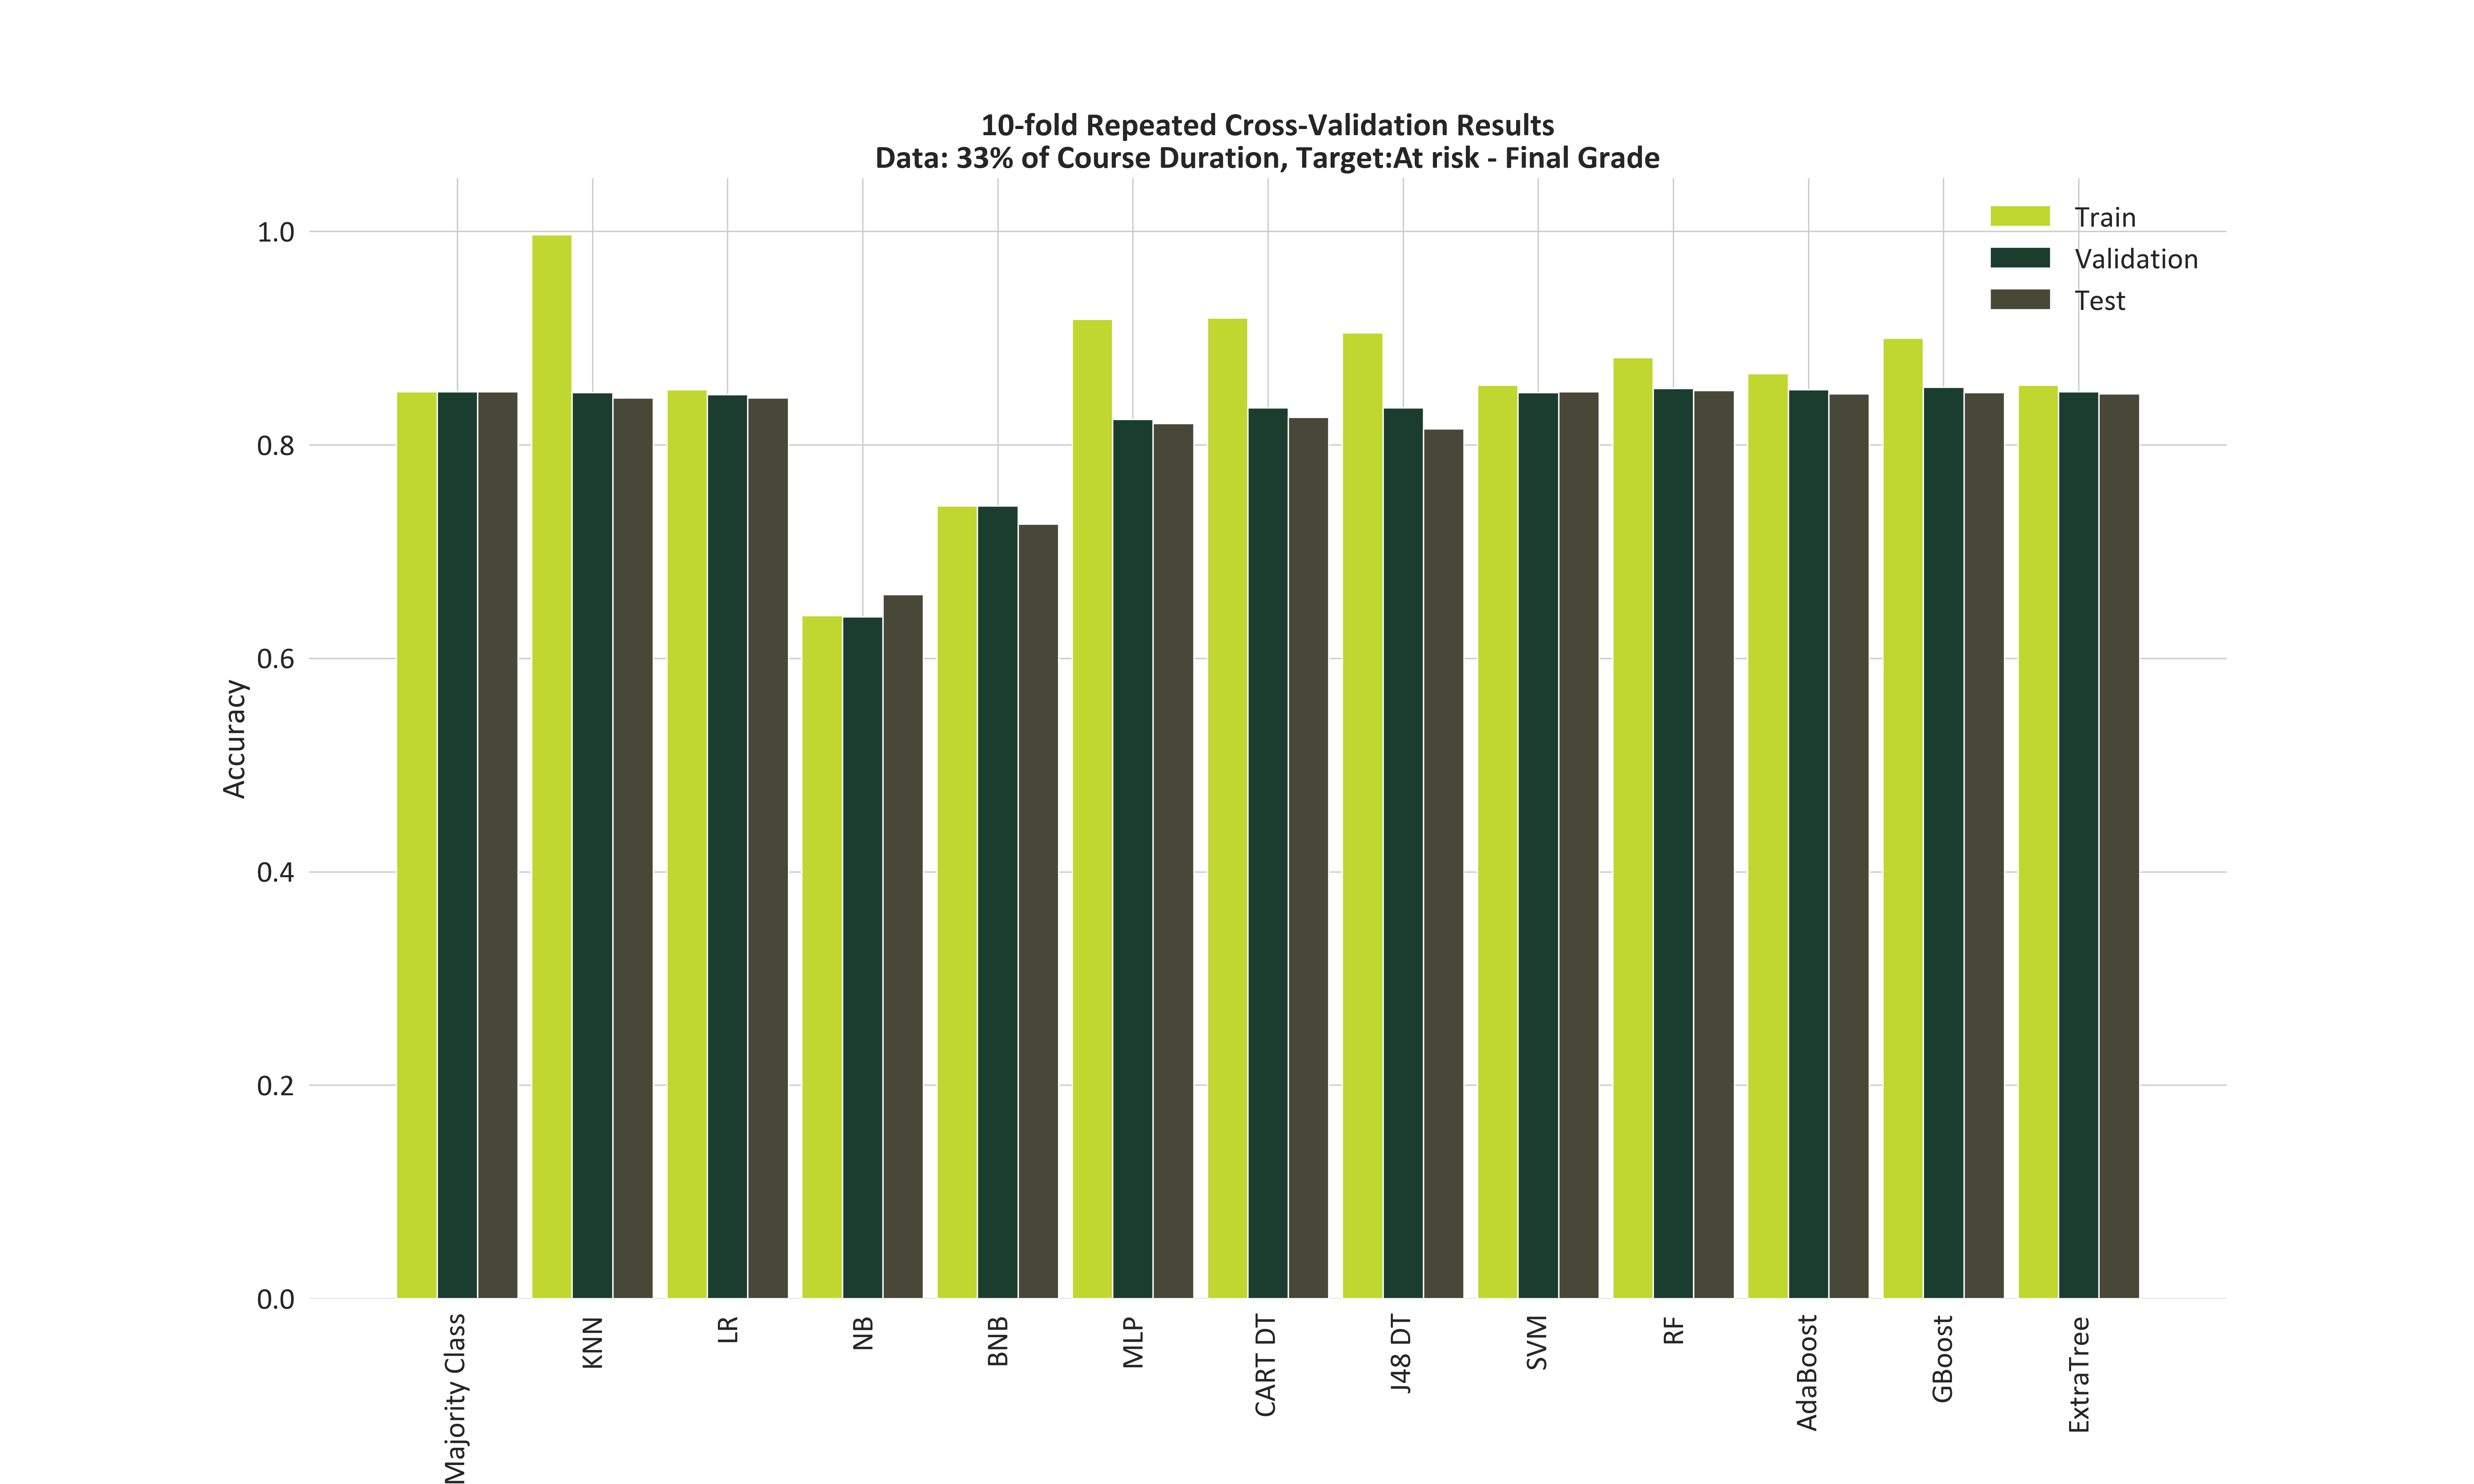 10-fold Repeated Cross-Validation Results
Data: 33% of Course Duration, Target:At risk - Final Grade
Train
Validation
Test
Accuracy
1.0
0.8
0.6
0.4
0.2
0.0
Majority Class
KNN
LR
NB
BNB
MLP
CART DT
J48 DT
SVM
RF
AdaBoost
GBoost
ExtraTree